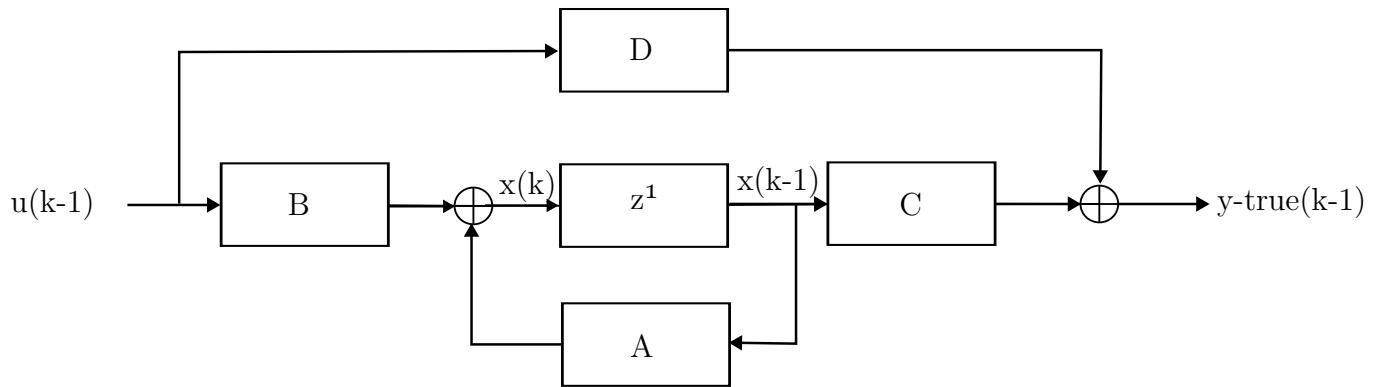 D
u(k-1)
B
x(k)
z¹
x(k-1)
C
y-true(k-1)
A